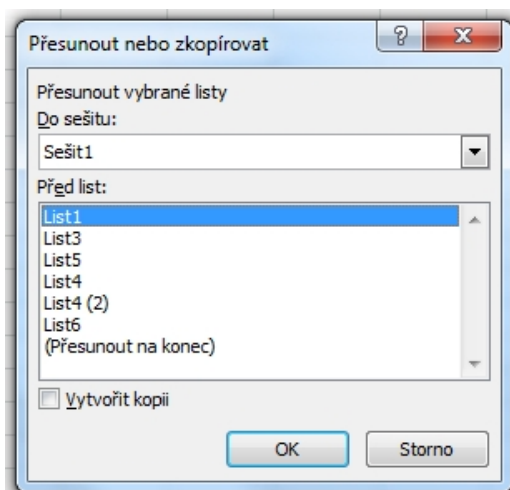 Přesunout nebo zkopírovat
Přesunout vybrané listy
Do sešitu:
Sešit1
Před list:
List1
List3
List5
List4
List4 (2)
List6
(Přesunout na konec)
Vytvořit kopii
OK Storno